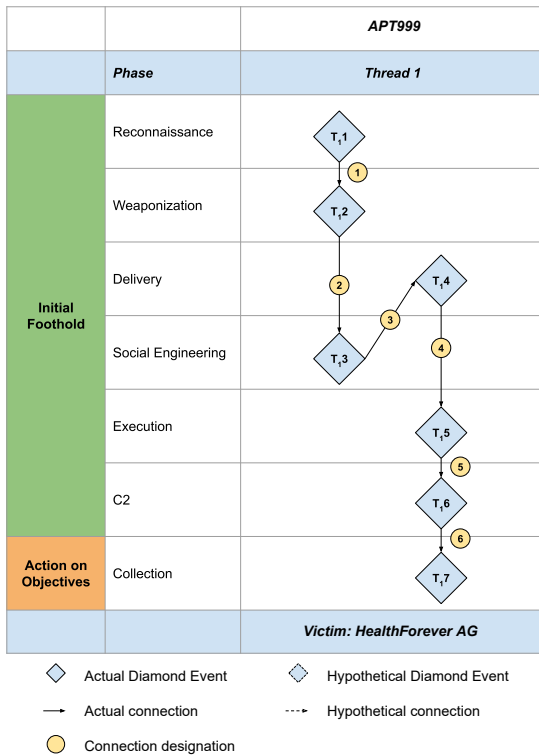 APT999
Phase
Thread 1
Initial
Foothold
Reconnaissance
T₁1
1
Weaponization
T₁2
Delivery
2
T₁4
3
Social Engineering
T₁3
4
Execution
T₁5
5
C2
T₁6
6
Action on
Objectives
Collection
T₁7
Victim: HealthForever AG
Actual Diamond Event
Hypothetical Diamond Event
Actual connection
Hypothetical connection
Connection designation